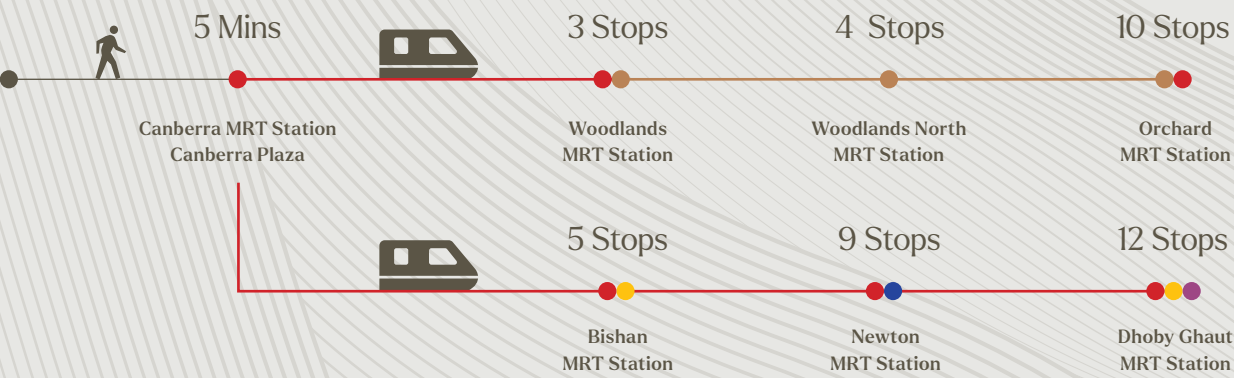 5 Mins
3 Stops
4 Stops
10 Stops
Canberra MRT Station
Canberra Plaza
Woodlands
MRT Station
Woodlands North
MRT Station
Orchard
MRT Station
5 Stops
9 Stops
12 Stops
Bishan
MRT Station
Newton
MRT Station
Dhoby Ghaut
MRT Station